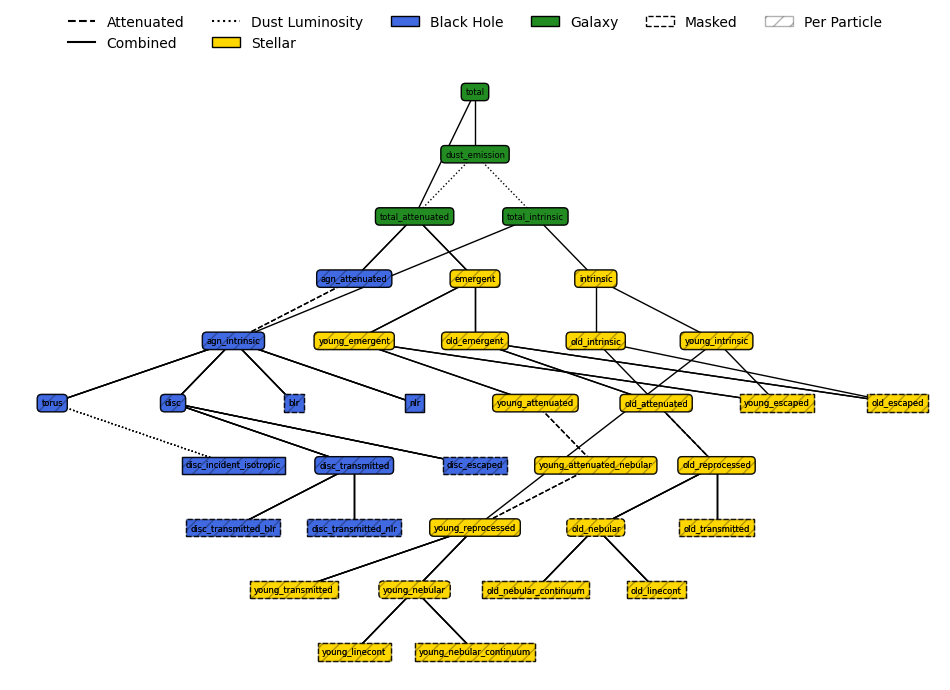 Attenuated Dust Luminosity Black Hole Galaxy Masked Per Particle
Combined Stellar
total
dust_emission
total_attenuated total_intrinsic
agn_attenuated emergent intrinsic
agn_intrinsic young_emergent old_emergent old_intrinsic young_intrinsic
torus disc blr nlr young_attenuated old_attenuated young_escaped old_escaped
disc_incident_isotropic disc_transmitted disc_escaped young_attenuated_nebular old_reprocessed
disc_transmitted_blr disc_transmitted_nlr young_reprocessed old_nebular old_transmitted
young_transmitted young_nebular old_nebular_continuum old_linecont
young_linecont young_nebular_continuum